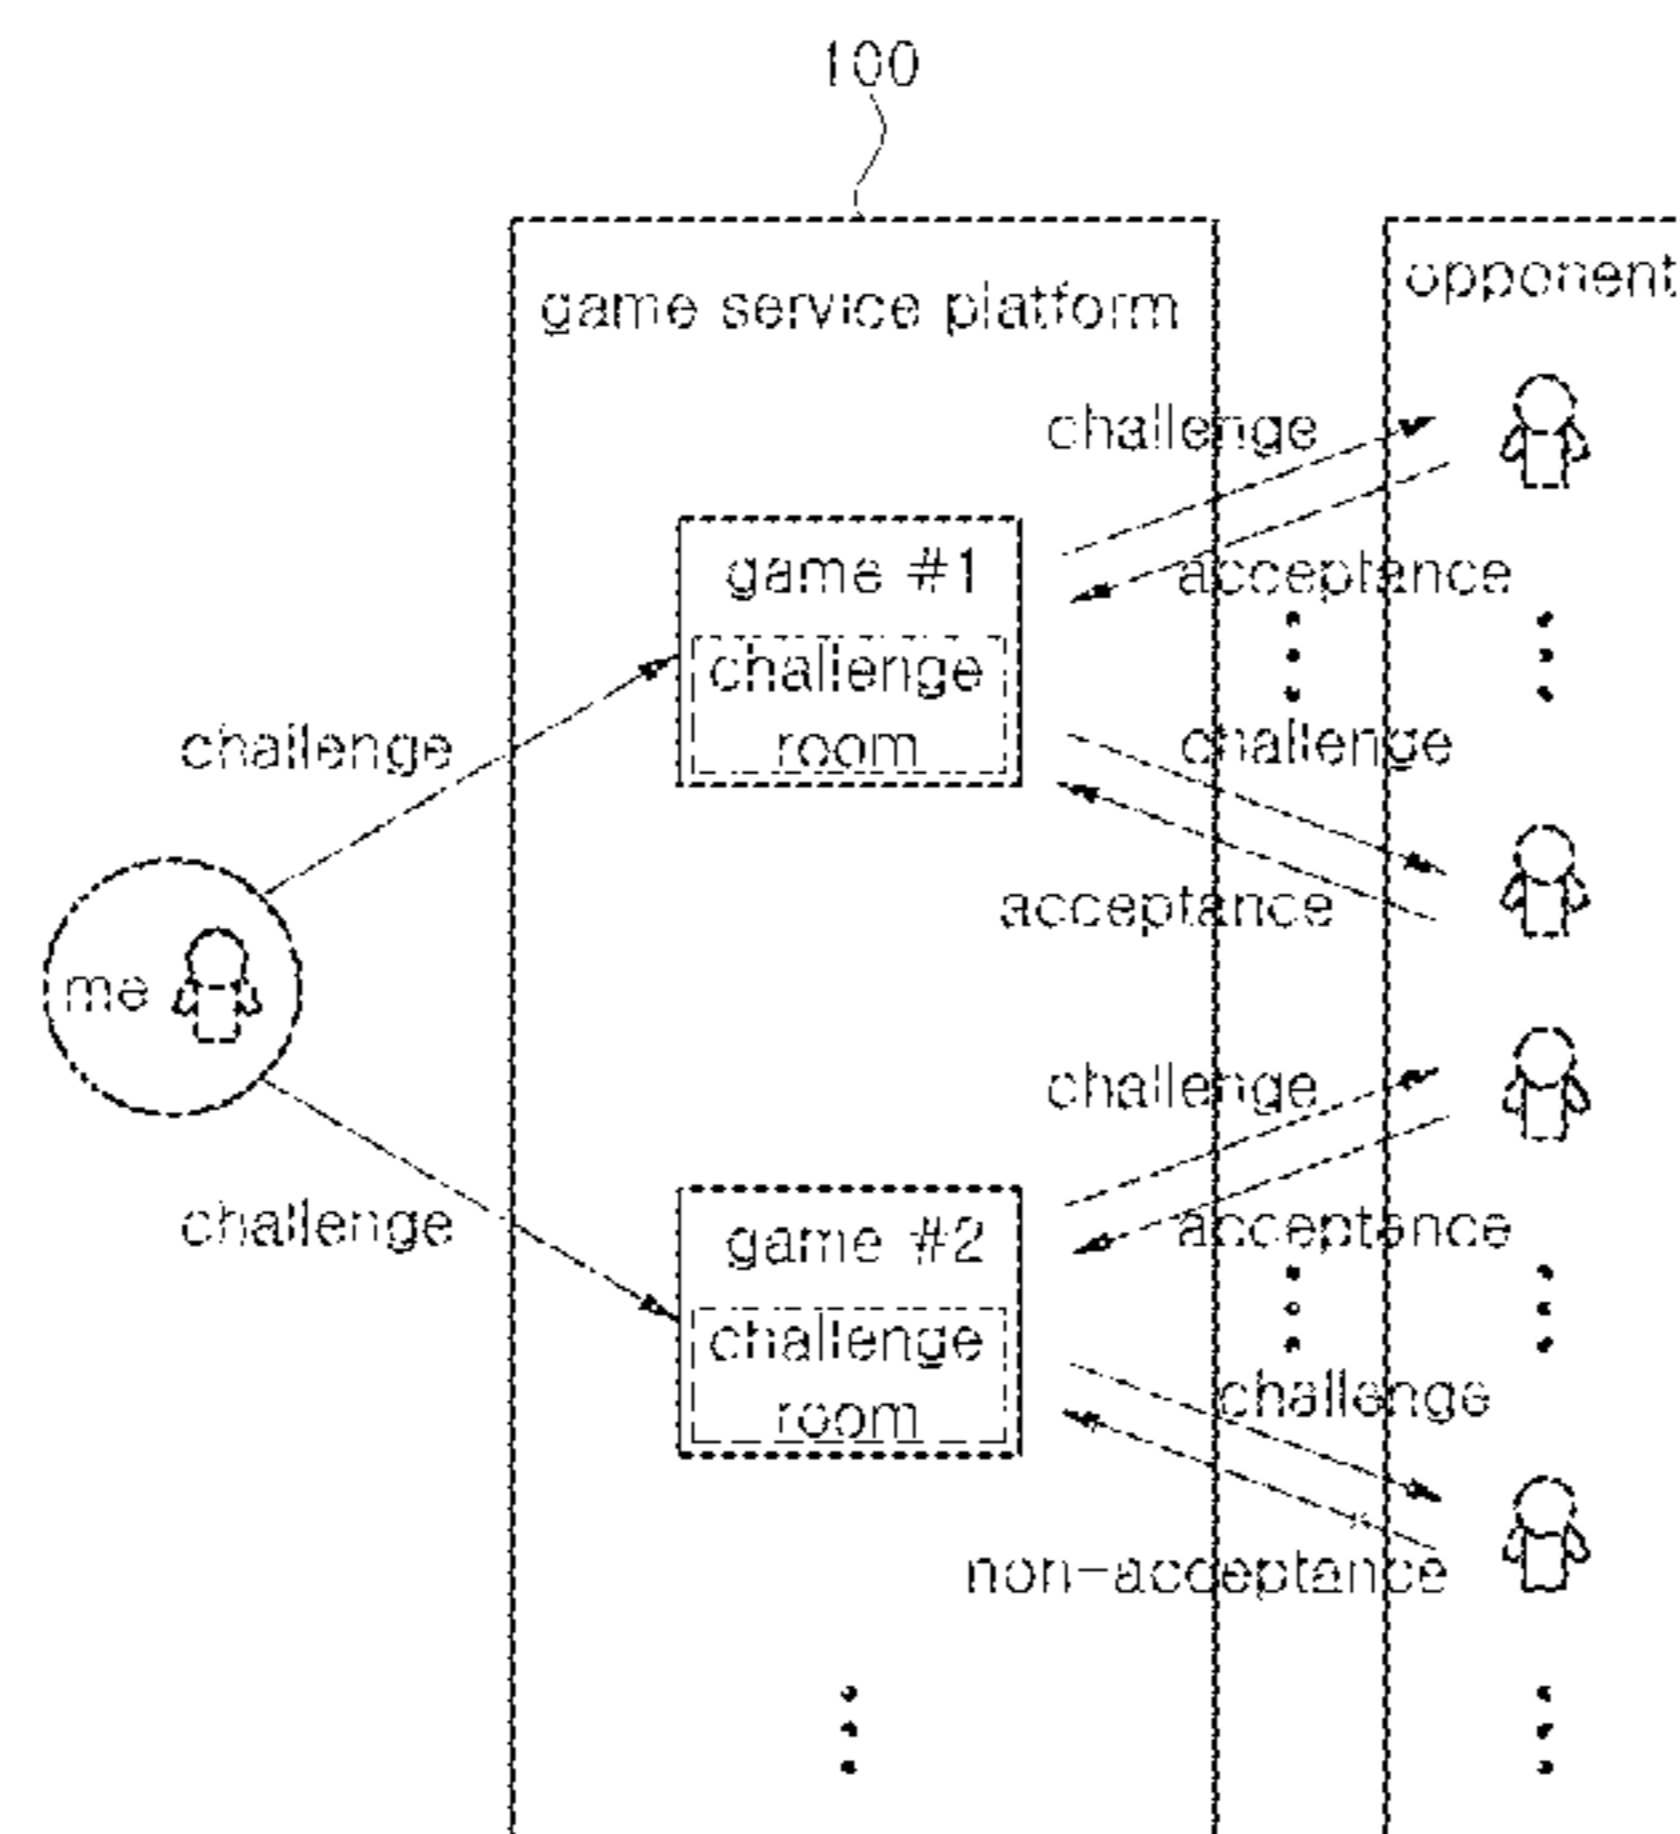 100
game service platform
opponent
challenge
game #1
acceptance
challenge
room
challenge
challenge
acceptance
me
challenge
challenge
game #2
acceptance
challenge
room
challenge
non-acceptance